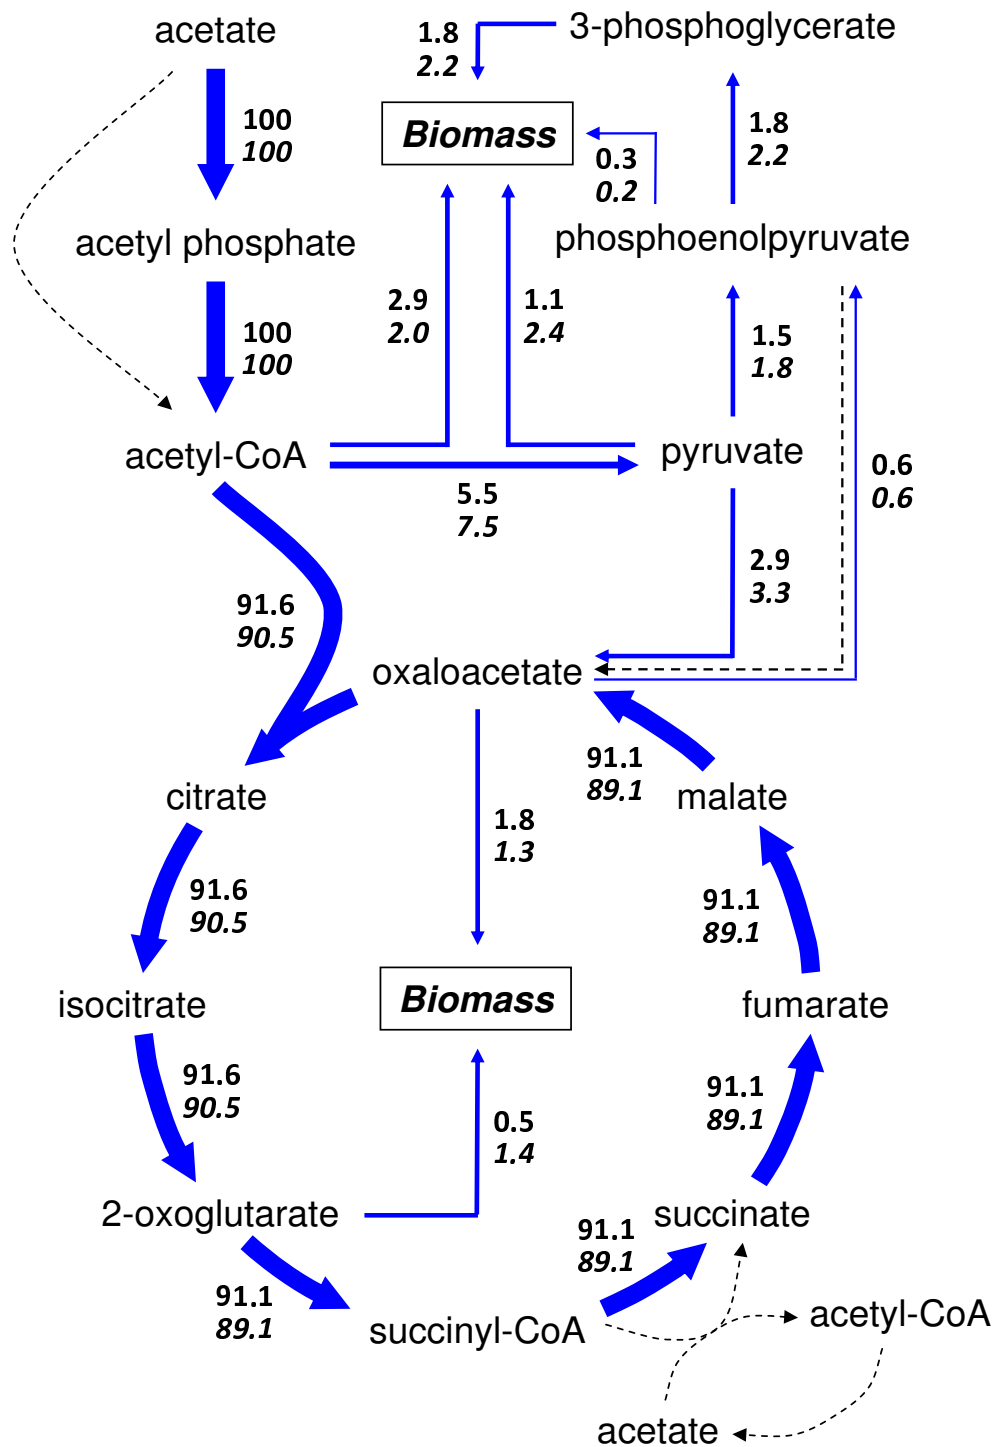 acetate
1.8
2.2
3-phosphoglycerate
100
100
Biomass
0.3
0.2
1.8
2.2
acetyl phosphate
phosphoenolpyruvate
100
100
2.9
2.0
1.1
2.4
1.5
1.8
acetyl-CoA
pyruvate
5.5
7.5
0.6
0.6
2.9
3.3
91.6
90.5
oxaloacetate
91.1
89.1
citrate
malate
1.8
1.3
91.6
90.5
91.1
89.1
isocitrate
Biomass
fumarate
91.6
90.5
91.1
89.1
0.5
1.4
2-oxoglutarate
succinate
91.1
89.1
91.1
89.1
succinyl-CoA
acetyl-CoA
acetate